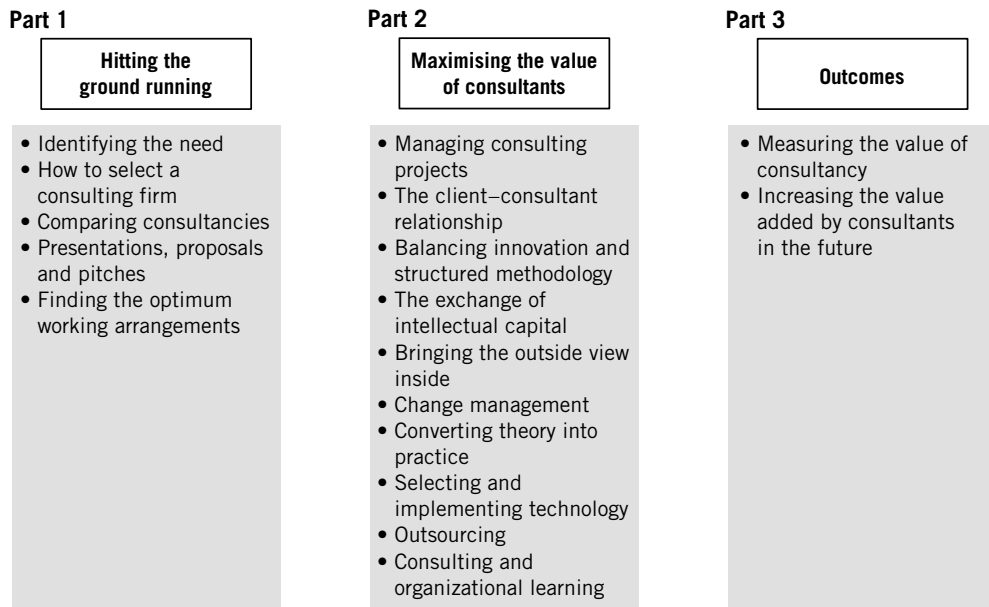 Part 1
Hitting the
ground running
• Identifying the need
• How to select a
consulting firm
• Comparing consultancies
• Presentations, proposals
and pitches
• Finding the optimum
working arrangements
Part 2
Maximising the value
of consultants
• Managing consulting
projects
• The client–consultant
relationship
• Balancing innovation and
structured methodology
• The exchange of
intellectual capital
• Bringing the outside view
inside
• Change management
• Converting theory into
practice
• Selecting and
implementing technology
• Outsourcing
• Consulting and
organizational learning
Part 3
Outcomes
• Measuring the value of
consultancy
• Increasing the value
added by consultants
in the future